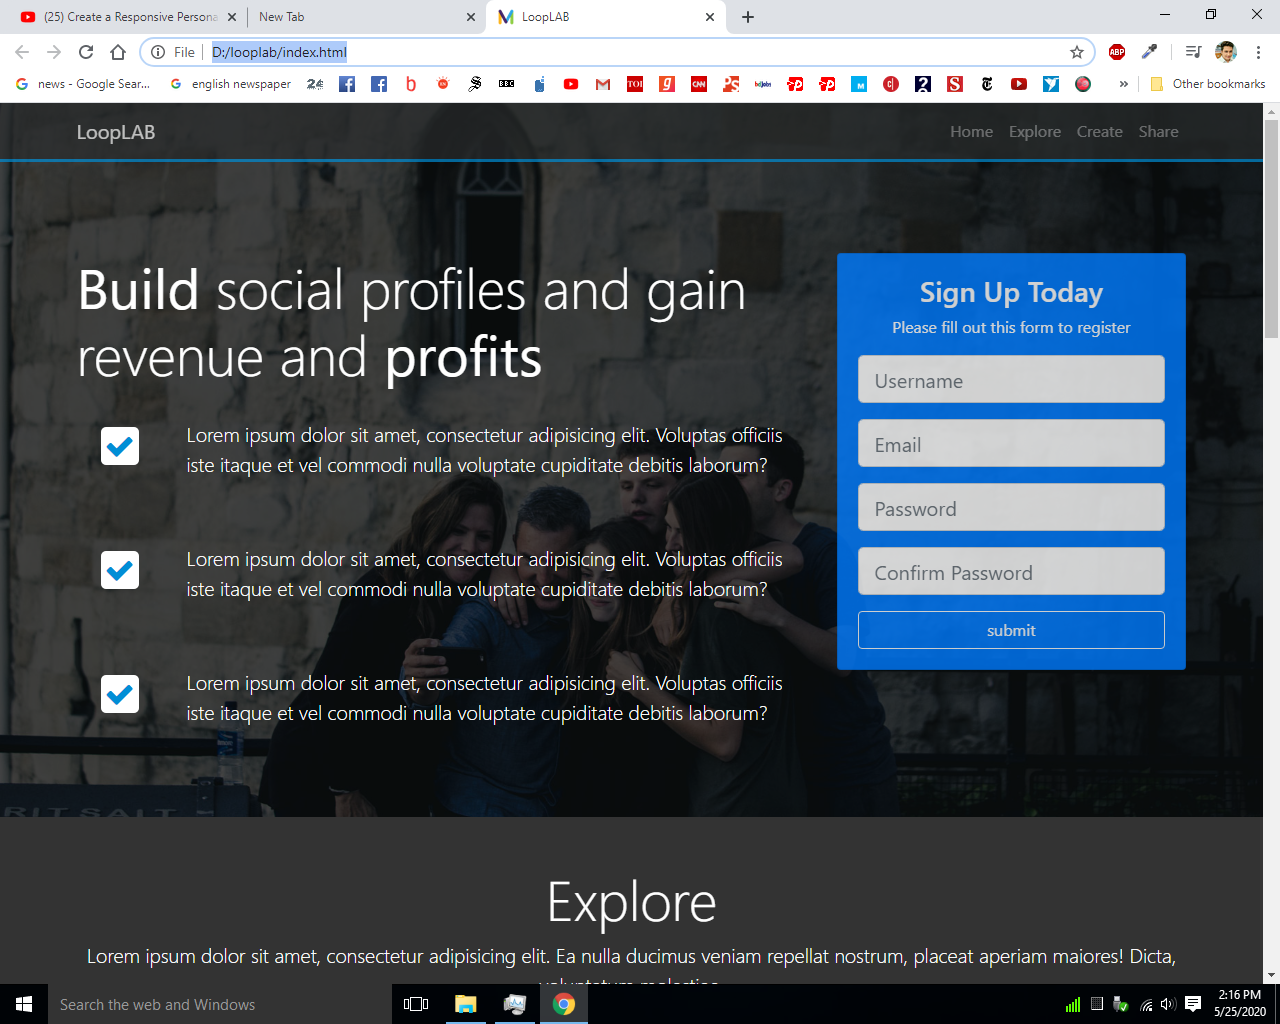 (25) Create a Responsive Persona
New Tab
LoopLAB
File
D:/looplab/index.html
ABP
news - Google Sear...
english newspaper
BBC
TOI
CNN
»
Other bookmarks
LoopLAB
Home
Explore
Create
Share
Build social profiles and gain
revenue and profits
Lorem ipsum dolor sit amet, consectetur adipisicing elit. Voluptas officiis
iste itaque et vel commodi nulla voluptate cupiditate debitis laborum?
Lorem ipsum dolor sit amet, consectetur adipisicing elit. Voluptas officiis
iste itaque et vel commodi nulla voluptate cupiditate debitis laborum?
Lorem ipsum dolor sit amet, consectetur adipisicing elit. Voluptas officiis
iste itaque et vel commodi nulla voluptate cupiditate debitis laborum?
Sign Up Today
Please fill out this form to register
Username
Email
Password
Confirm Password
submit
Explore
Lorem ipsum dolor sit amet, consectetur adipisicing elit. Ea nulla ducimus veniam repellat nostrum, placeat aperiam maiores! Dicta,
Search the web and Windows
2:16 PM
5/25/2020